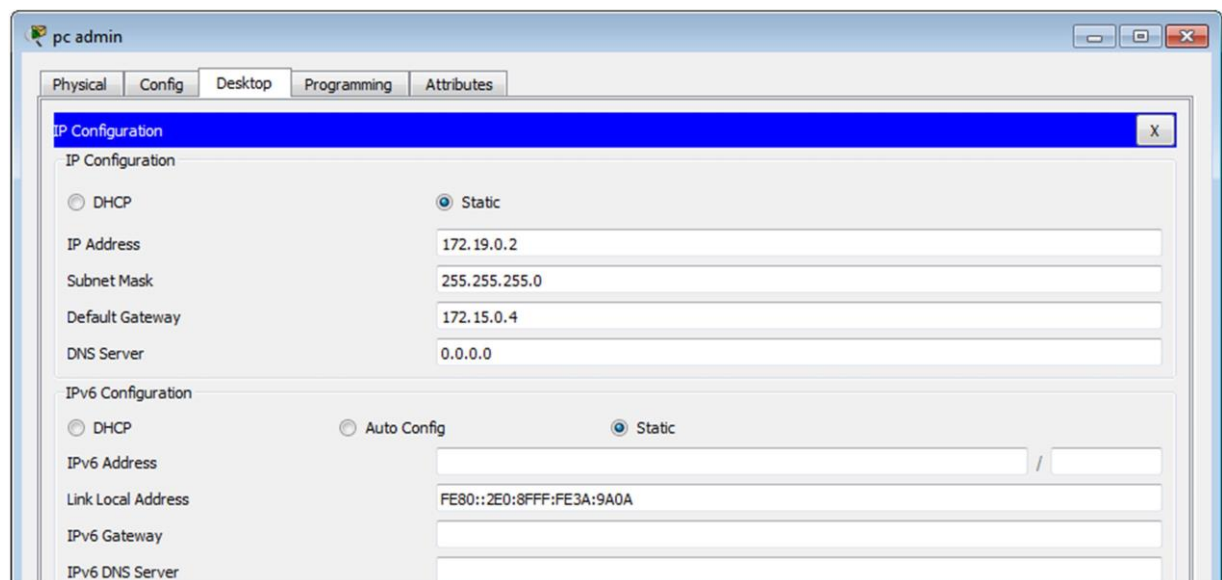 pc admin
Physical Config Desktop Programming Attributes
IP Configuration X
IP Configuration
DHCP Static
IP Address 172.19.0.2
Subnet Mask 255.255.255.0
Default Gateway 172.15.0.4
DNS Server 0.0.0.0
IPv6 Configuration
DHCP Auto Config Static
IPv6 Address /
Link Local Address FE80::2E0:8FFF:FE3A:9A0A
IPv6 Gateway
IPv6 DNS Server